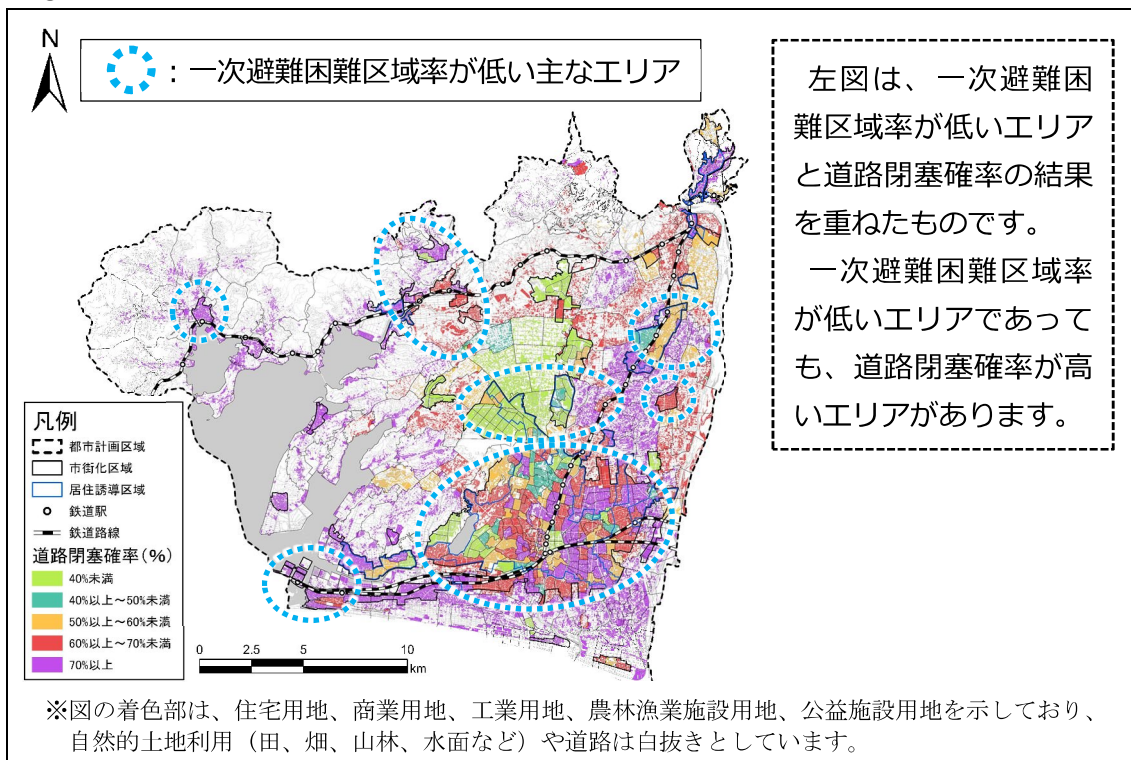 N
：一次避難困難区域率が低い主なエリア
左図は、一次避難困
難区域率が低いエリア
と道路閉塞確率の結果
を重ねたものです。
一次避難困難区域率
が低いエリアであって
も、道路閉塞確率が高
いエリアがあります。
凡例
都市計画区域
市街化区域
居住誘導区域
鉄道駅
鉄道路線
道路閉塞確率(%)
40%未満
40%以上～50%未満
50%以上～60%未満
60%以上～70%未満
70%以上
0 2.5 5 10
km
※図の着色部は、住宅用地、商業用地、工業用地、農林漁業施設用地、公益施設用地を示しており、
自然的土地利用（田、畑、山林、水面など）や道路は白抜きとしています。